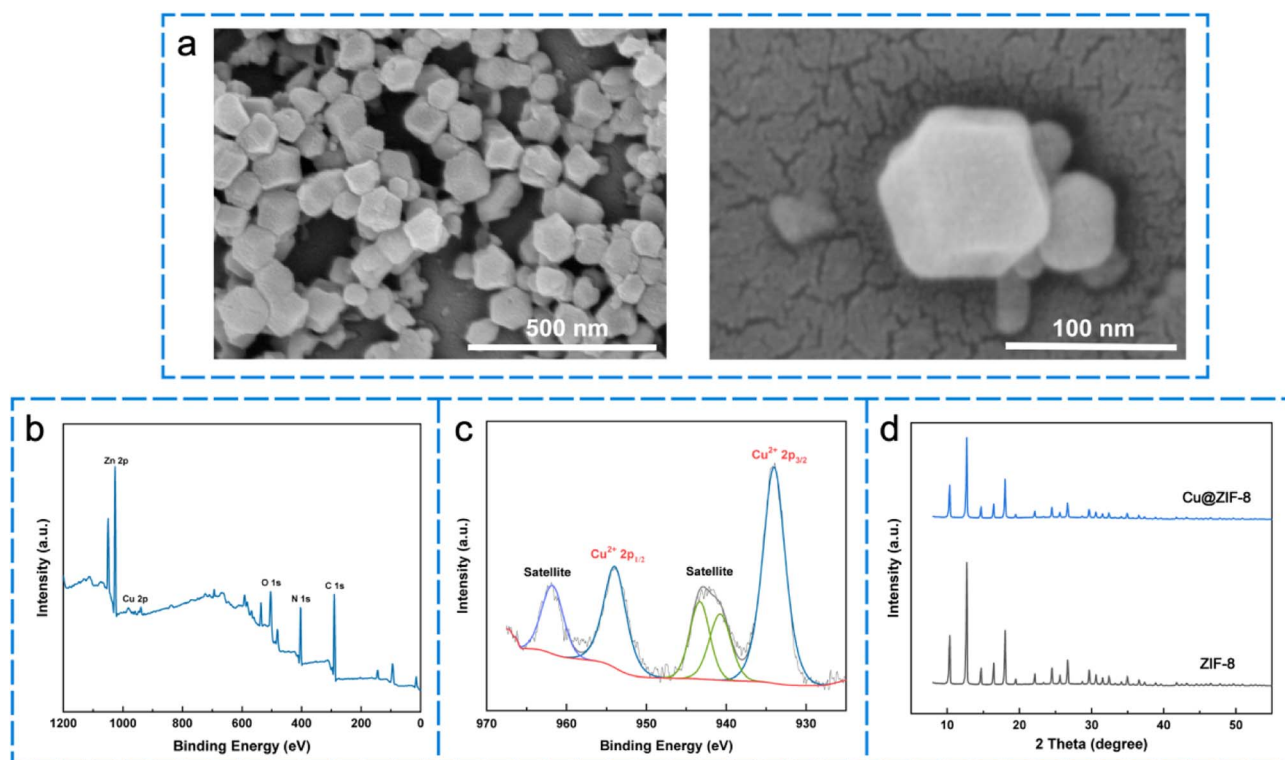 a
500 nm
100 nm
b
Intensity (a.u.)
Zn 2p
Cu 2p
O 1s
N 1s
C 1s
1200 1000 800 600 400 200 0
Binding Energy (eV)
c
Intensity (a.u.)
Satellite
Cu²⁺ 2p₁/₂
Satellite
Cu²⁺ 2p₃/₂
970 960 950 940 930
Binding Energy (eV)
d
Intensity (a.u.)
Cu@ZIF-8
ZIF-8
10 20 30 40 50
2 Theta (degree)